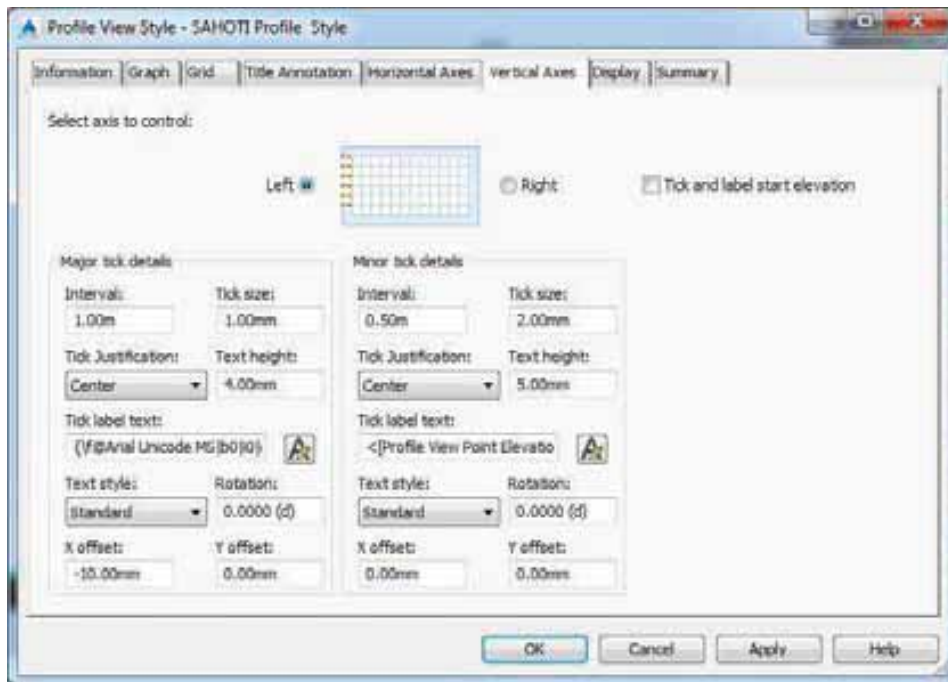 Profile View Style - SAHOTI Profile Style
Information Graph Grid Title Annotation Horizontal Axes Vertical Axes Display Summary
Select axis to control:
Left Right Tick and label start elevation
Major tick details
Interval: Tick size:
1.00m 1.00mm
Tick Justification: Text height:
Center 4.00mm
Tick label text:
Text style: Rotation:
Standard 0.0000 (d)
X offset: Y offset:
-10.00mm 0.00mm
Minor tick details
Interval: Tick size:
0.50m 2.00mm
Tick Justification: Text height:
Center 5.00mm
Tick label text:
<[Profile View Point Elevatio
Text style: Rotation:
Standard 0.0000 (d)
X offset: Y offset:
0.00mm 0.00mm
OK Cancel Apply Help